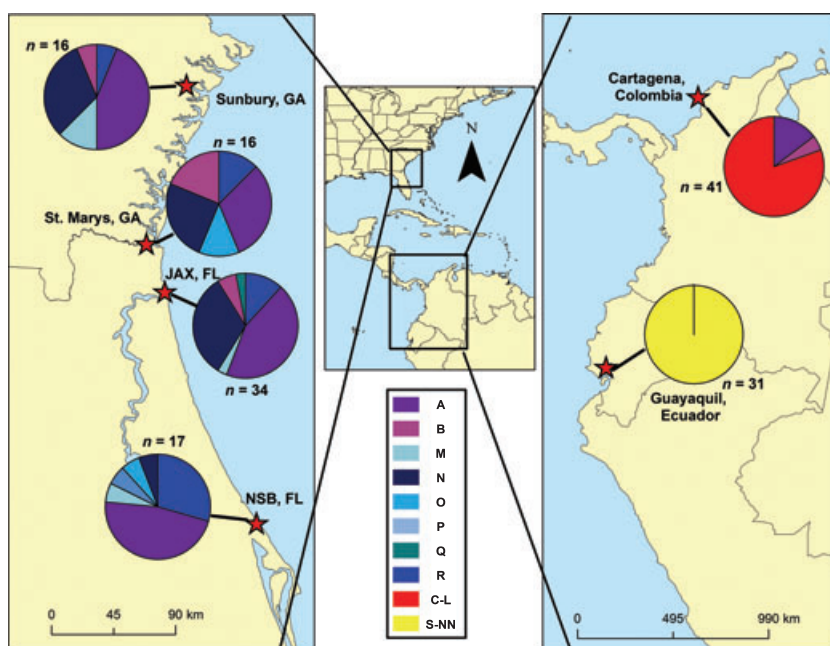 n = 16
Sunbury, GA
n = 16
St. Marys, GA
JAX, FL
n = 34
n = 17
NSB, FL
0 45 90 km
N
A
B
M
N
O
P
Q
R
C-L
S-NN
Cartagena,
Colombia
n = 41
n = 31
Guayaquil,
Ecuador
0 495 990 km